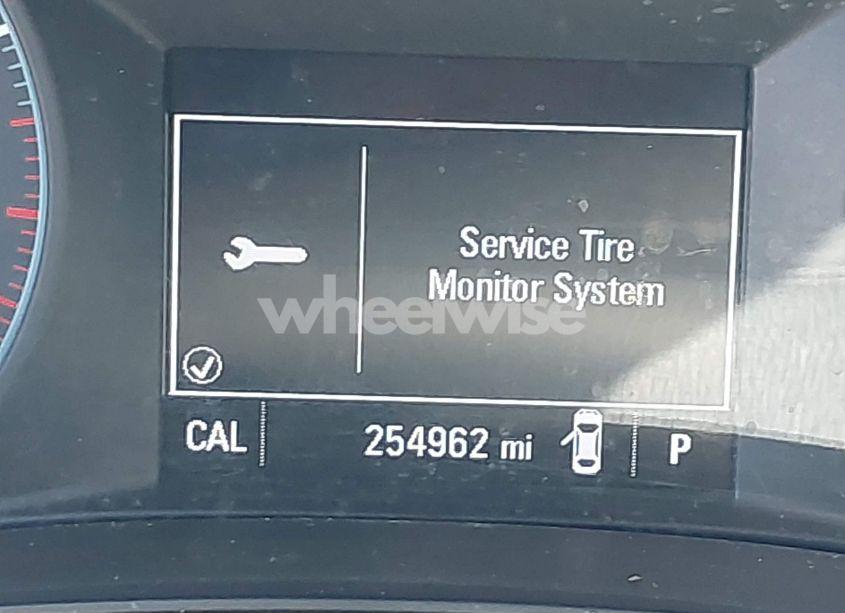 Service Tire
Monitor System
wheelwise
CAL
254962 mi
P